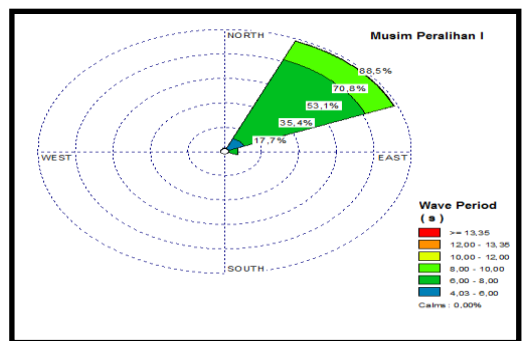 NORTH
Musim Peralihan I
88,5%
70,8%
53,1%
35,4%
17,7%
WEST
EAST
SOUTH
Wave Period
( s )
>= 13,35
12,00 - 13,35
10,00 - 12,00
8,00 - 10,00
6,00 - 8,00
4,03 - 6,00
Calms : 0,00%